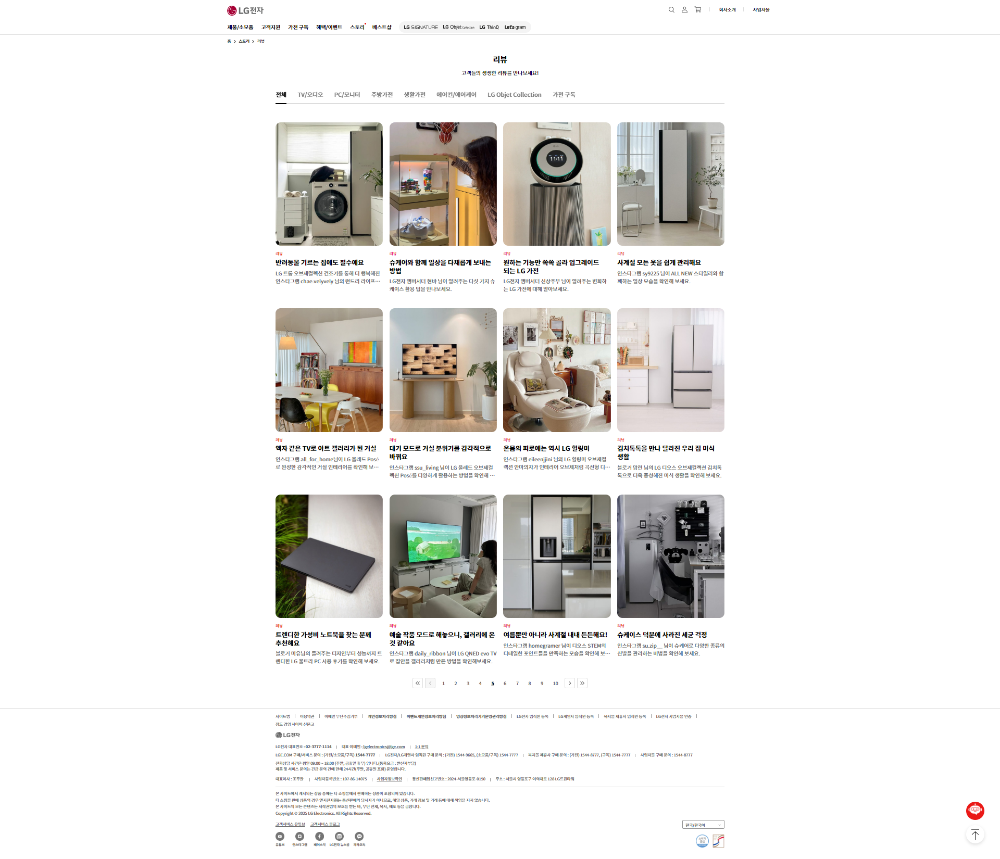 LG전자
회사소개
사업자몰
제품/소모품 고객지원 가전 구독 혜택/이벤트 스토리 베스트샵 LG SIGNATURE LG Objet Collection LG ThinQ Let's gram
홈 > 스토리 > 리뷰
리뷰
고객들의 생생한 리뷰를 만나보세요!
전체 TV/오디오 PC/모니터 주방가전 생활가전 에어컨/에어케어 LG Objet Collection 가전 구독
11:11
리뷰
반려동물 기르는 집에도 필수예요
LG 트롬 오브제컬렉션 건조기를 통해 더 행복해진
인스타그램 chae.velyvely 님의 런드리 라이프…
리뷰
슈케어와 함께 일상을 다채롭게 보내는
방법
LG전자 앰버서더 현바 님이 알려주는 다섯 가지 슈
케이스 활용 팁을 만나보세요.
리뷰
원하는 기능만 쏙쏙 골라 업그레이드
되는 LG 가전
LG전자 앰버서더 신상주부 님이 알려주는 변화하
는 LG 가전에 대해 알아보세요.
리뷰
사계절 모든 옷을 쉽게 관리해요
인스타그램 sy9225 님이 ALL NEW 스타일러와 함
께하는 일상 모습을 확인해 보세요.
리뷰
액자 같은 TV로 아트 갤러리가 된 거실
인스타그램 all_for_home님이 LG 올레드 Posé
로 완성한 감각적인 거실 인테리어를 확인해 보…
리뷰
대기 모드로 거실 분위기를 감각적으로
바꿔요
인스타그램 ssu_living 님이 LG 올레드 오브제컬
렉션 Posé를 다양하게 활용하는 방법을 확인해 …
리뷰
온몸의 피로에는 역시 LG 힐링미
인스타그램 eileenjjini 님의 LG 힐링미 오브제컬
렉션 안마의자가 인테리어 오브제처럼 곡선형 디…
리뷰
김치톡톡을 만나 달라진 우리 집 미식
생활
블로거 맘린 님의 LG 디오스 오브제컬렉션 김치톡
톡으로 더욱 풍성해진 미식 생활을 확인해 보세요.
리뷰
트렌디한 가성비 노트북을 찾는 분께
추천해요
블로거 미유님의 들려주는 디자인부터 성능까지 트
렌디한 LG 울트라 PC 사용 후기를 확인해 보세요.
리뷰
예술 작품 모드로 해놓으니, 갤러리에 온
것 같아요
인스타그램 daily_ribbon 님이 LG QNED evo TV
로 집안을 갤러리처럼 만든 방법을 확인해보세요.
리뷰
여름뿐만 아니라 사계절 내내 든든해요!
인스타그램 homegramer 님이 디오스 STEM의
디테일한 포인트들을 만족하는 모습을 확인해 보…
리뷰
슈케이스 덕분에 사라진 세균 걱정
인스타그램 su.zip__ 님이 슈케어로 다양한 종류의
신발을 관리하는 비법을 확인해 보세요.
1 2 3 4 5 6 7 8 9 10
사이트맵 이용약관 이메일 무단수집거부 개인정보처리방침 이벤트개인정보처리방침 영상정보처리기기운영관리방침 LG전자 임직원 등록 LG계열사 임직원 등록 복지몰 제휴사 임직원 등록 LG전자 사업자몰 인증
정도 경영 사이버 신문고
LG전자
LG전자 대표번호 : 02-3777-1114 대표 이메일 : lgelectronics@lge.com 1:1 문의
LGE.COM 구매/서비스 문의 : (가전/소모품/구독) 1544-7777 LG전자/LG계열사 임직원 구매 문의 : (가전) 1544-9665, (소모품/구독) 1544-7777 복지몰 제휴사 구매 문의 : (가전) 1544-8777, (구독) 1544-7777 사업자몰 구매 문의 : 1544-8777
전화상담 시간은 평일 09:00 ~ 18:00 (주말, 공휴일 휴무) 입니다.(통화요금 : 발신자부담)
제품 및 서비스 문의는 긴급 문의 건에 한해 24시간(주말, 공휴일 포함) 운영합니다.
대표이사 : 조주완 사업자등록번호 : 107-86-14075 사업자정보확인 통신판매업신고번호 : 2024-서울영등포-0150 주소 : 서울시 영등포구 여의대로 128 LG트윈타워
본 사이트에서 게시되는 상품 중에는 타 쇼핑몰에서 판매하는 상품이 포함되어 있습니다.
타 쇼핑몰 판매 상품의 경우 엘지전자㈜는 통신판매의 당사자가 아니므로, 해당 상품, 거래 정보 및 거래 등에 대해 책임을 지지 않습니다.
본 사이트의 모든 콘텐츠는 저작권법의 보호를 받는 바, 무단 전재, 복사, 배포 등을 금합니다.
Copyright © 2025 LG Electronics. All Rights Reserved.
고객서비스 유튜브 고객서비스 블로그
한국/한국어
유튜브 인스타그램 페이스북 LG전자 뉴스룸 카카오톡